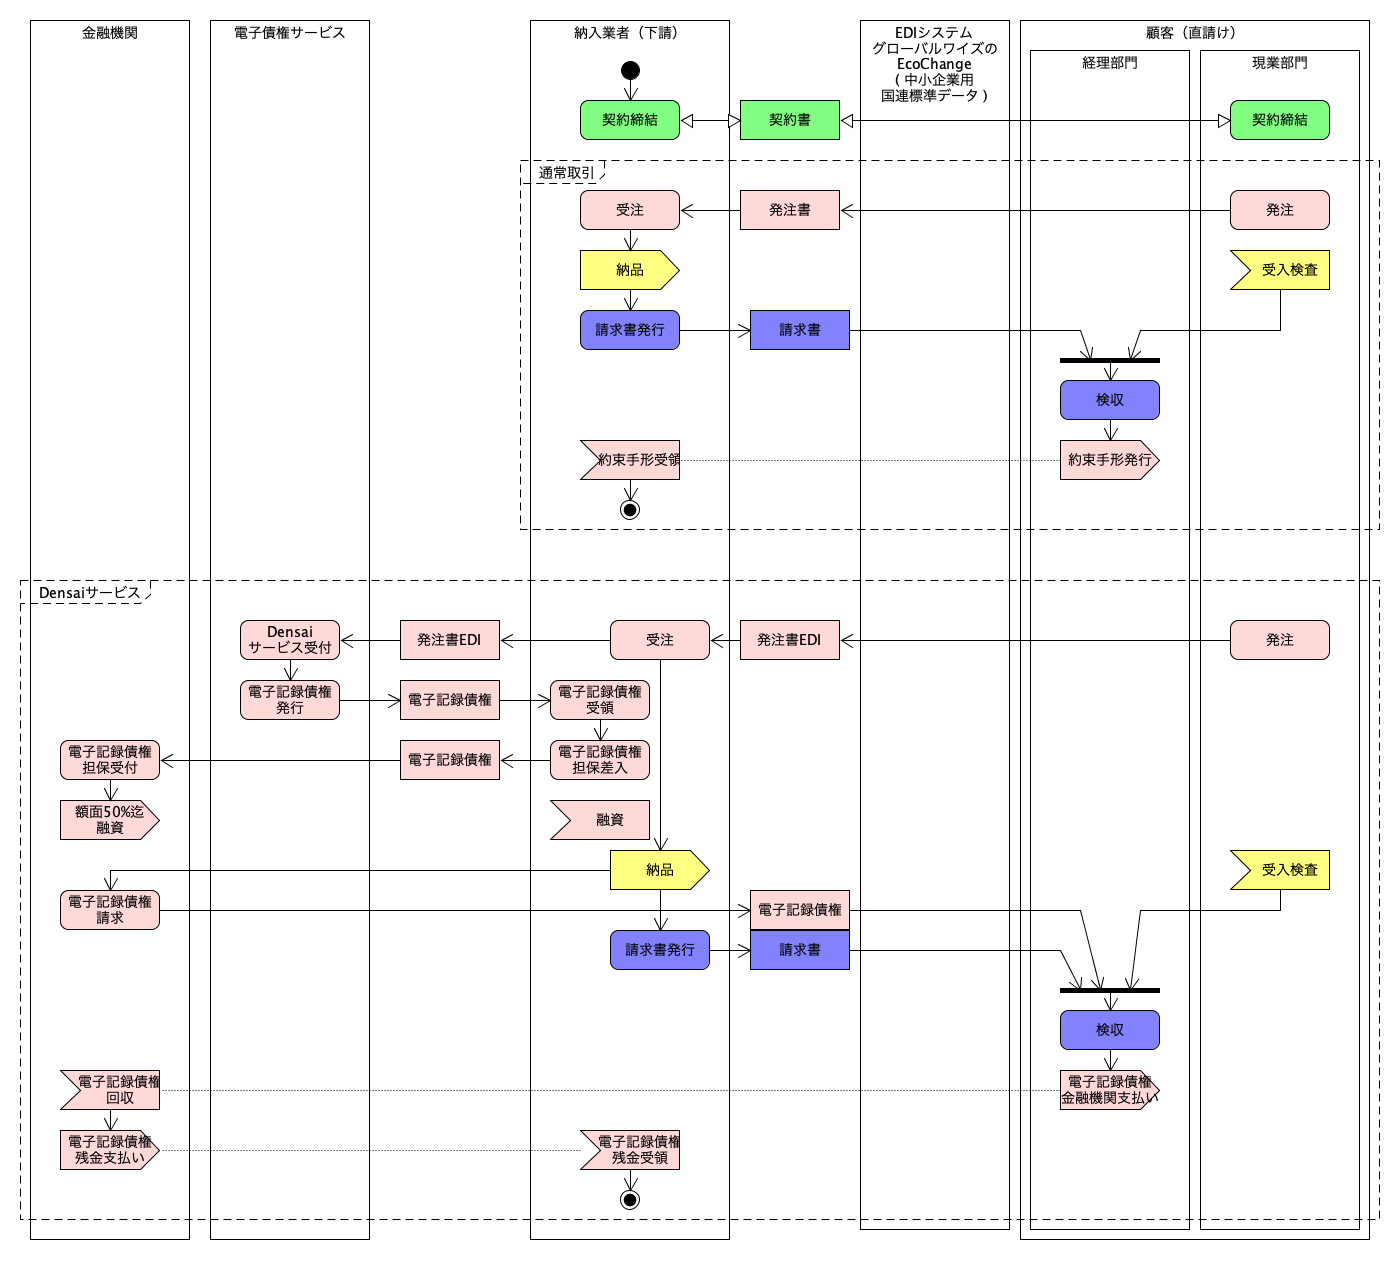 金融機関
電子債権サービス
納入業者（下請）
EDIシステム
グローバルワイズの
EcoChange
( 中小企業用
国連標準データ )
顧客（直請け）
経理部門
現業部門
契約締結
契約書
契約締結
通常取引
受注
発注書
発注
納品
受入検査
請求書発行
請求書
検収
約束手形受領
約束手形発行
Densaiサービス
Densai
サービス受付
発注書EDI
受注
発注書EDI
発注
電子記録債権
発行
電子記録債権
電子記録債権
受領
電子記録債権
担保受付
電子記録債権
電子記録債権
担保差入
額面50%迄
融資
融資
納品
受入検査
電子記録債権
請求
電子記録債権
請求書発行
請求書
検収
電子記録債権
回収
電子記録債権
金融機関支払い
電子記録債権
残金支払い
電子記録債権
残金受領